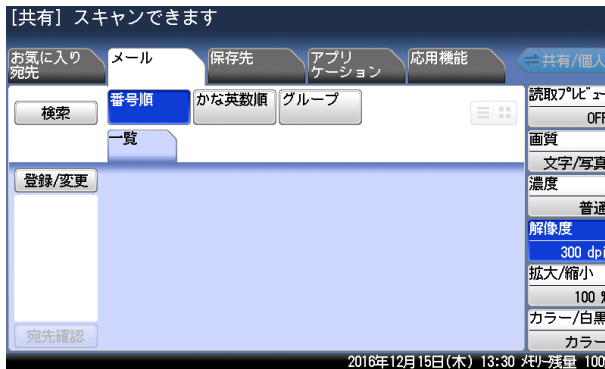 [共有] スキャンできます
お気に入り
宛先
メール
保存先
アプリ
ケーション
応用機能
共有/個人
検索
番号順
かな英数順
グループ
一覧
登録/変更
宛先確認
読取プレビュー
OFF
画質
文字/写真
濃度
普通
解像度
300 dpi
拡大/縮小
100 %
カラー/白黒
カラー
2016年12月15日(木) 13:30 メモリー残量 100